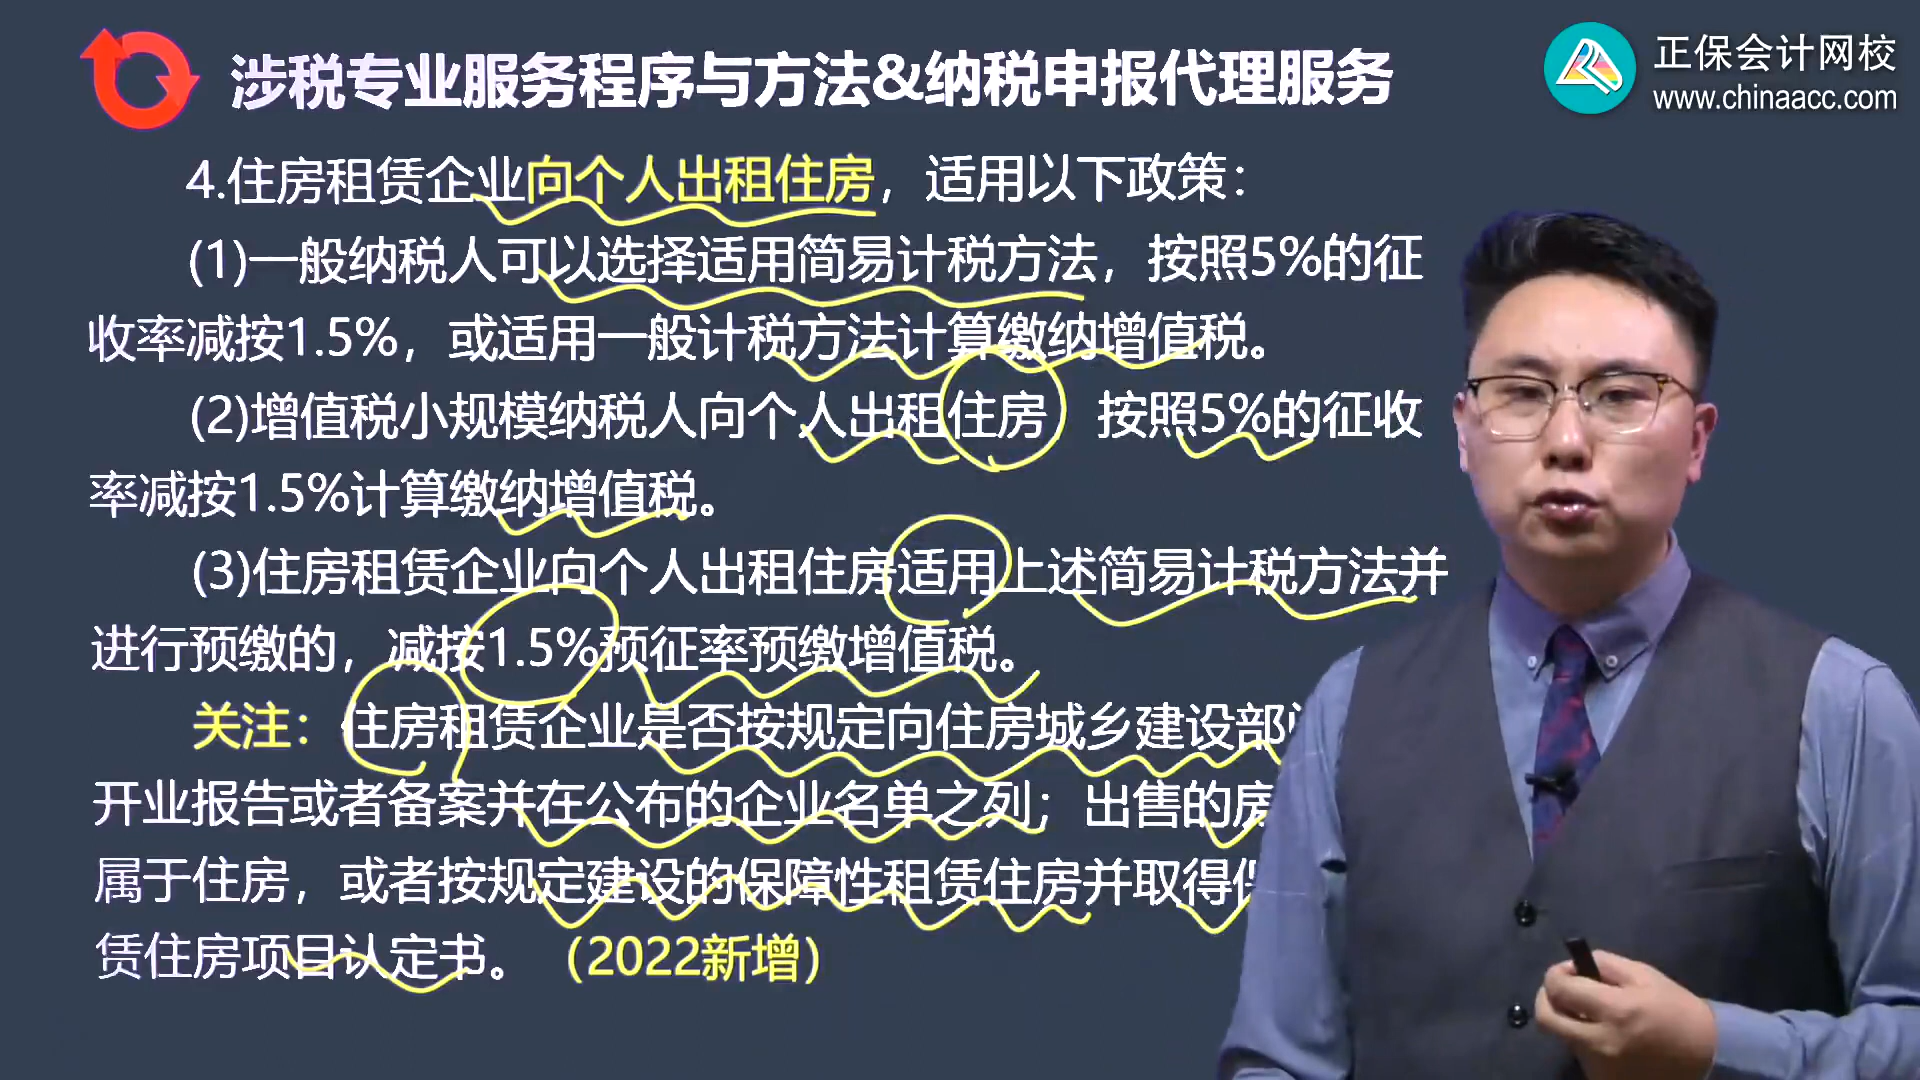 涉税专业服务程序与方法&纳税申报代理服务
正保会计网校
www.chinaacc.com
4.住房租赁企业向个人出租住房，适用以下政策：
(1)一般纳税人可以选择适用简易计税方法，按照5%的征
收率减按1.5%，或适用一般计税方法计算缴纳增值税。
(2)增值税小规模纳税人向个人出租住房 按照5%的征收
率减按1.5%计算缴纳增值税。
(3)住房租赁企业向个人出租住房适用上述简易计税方法并
进行预缴的，减按1.5%预征率预缴增值税。
关注：住房租赁企业是否按规定向住房城乡建设部
开业报告或者备案并在公布的企业名单之列；出售的房
属于住房，或者按规定建设的保障性租赁住房并取得
赁住房项目认定书。（2022新增）